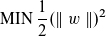 MIN 1/2 (‖ w ‖)²